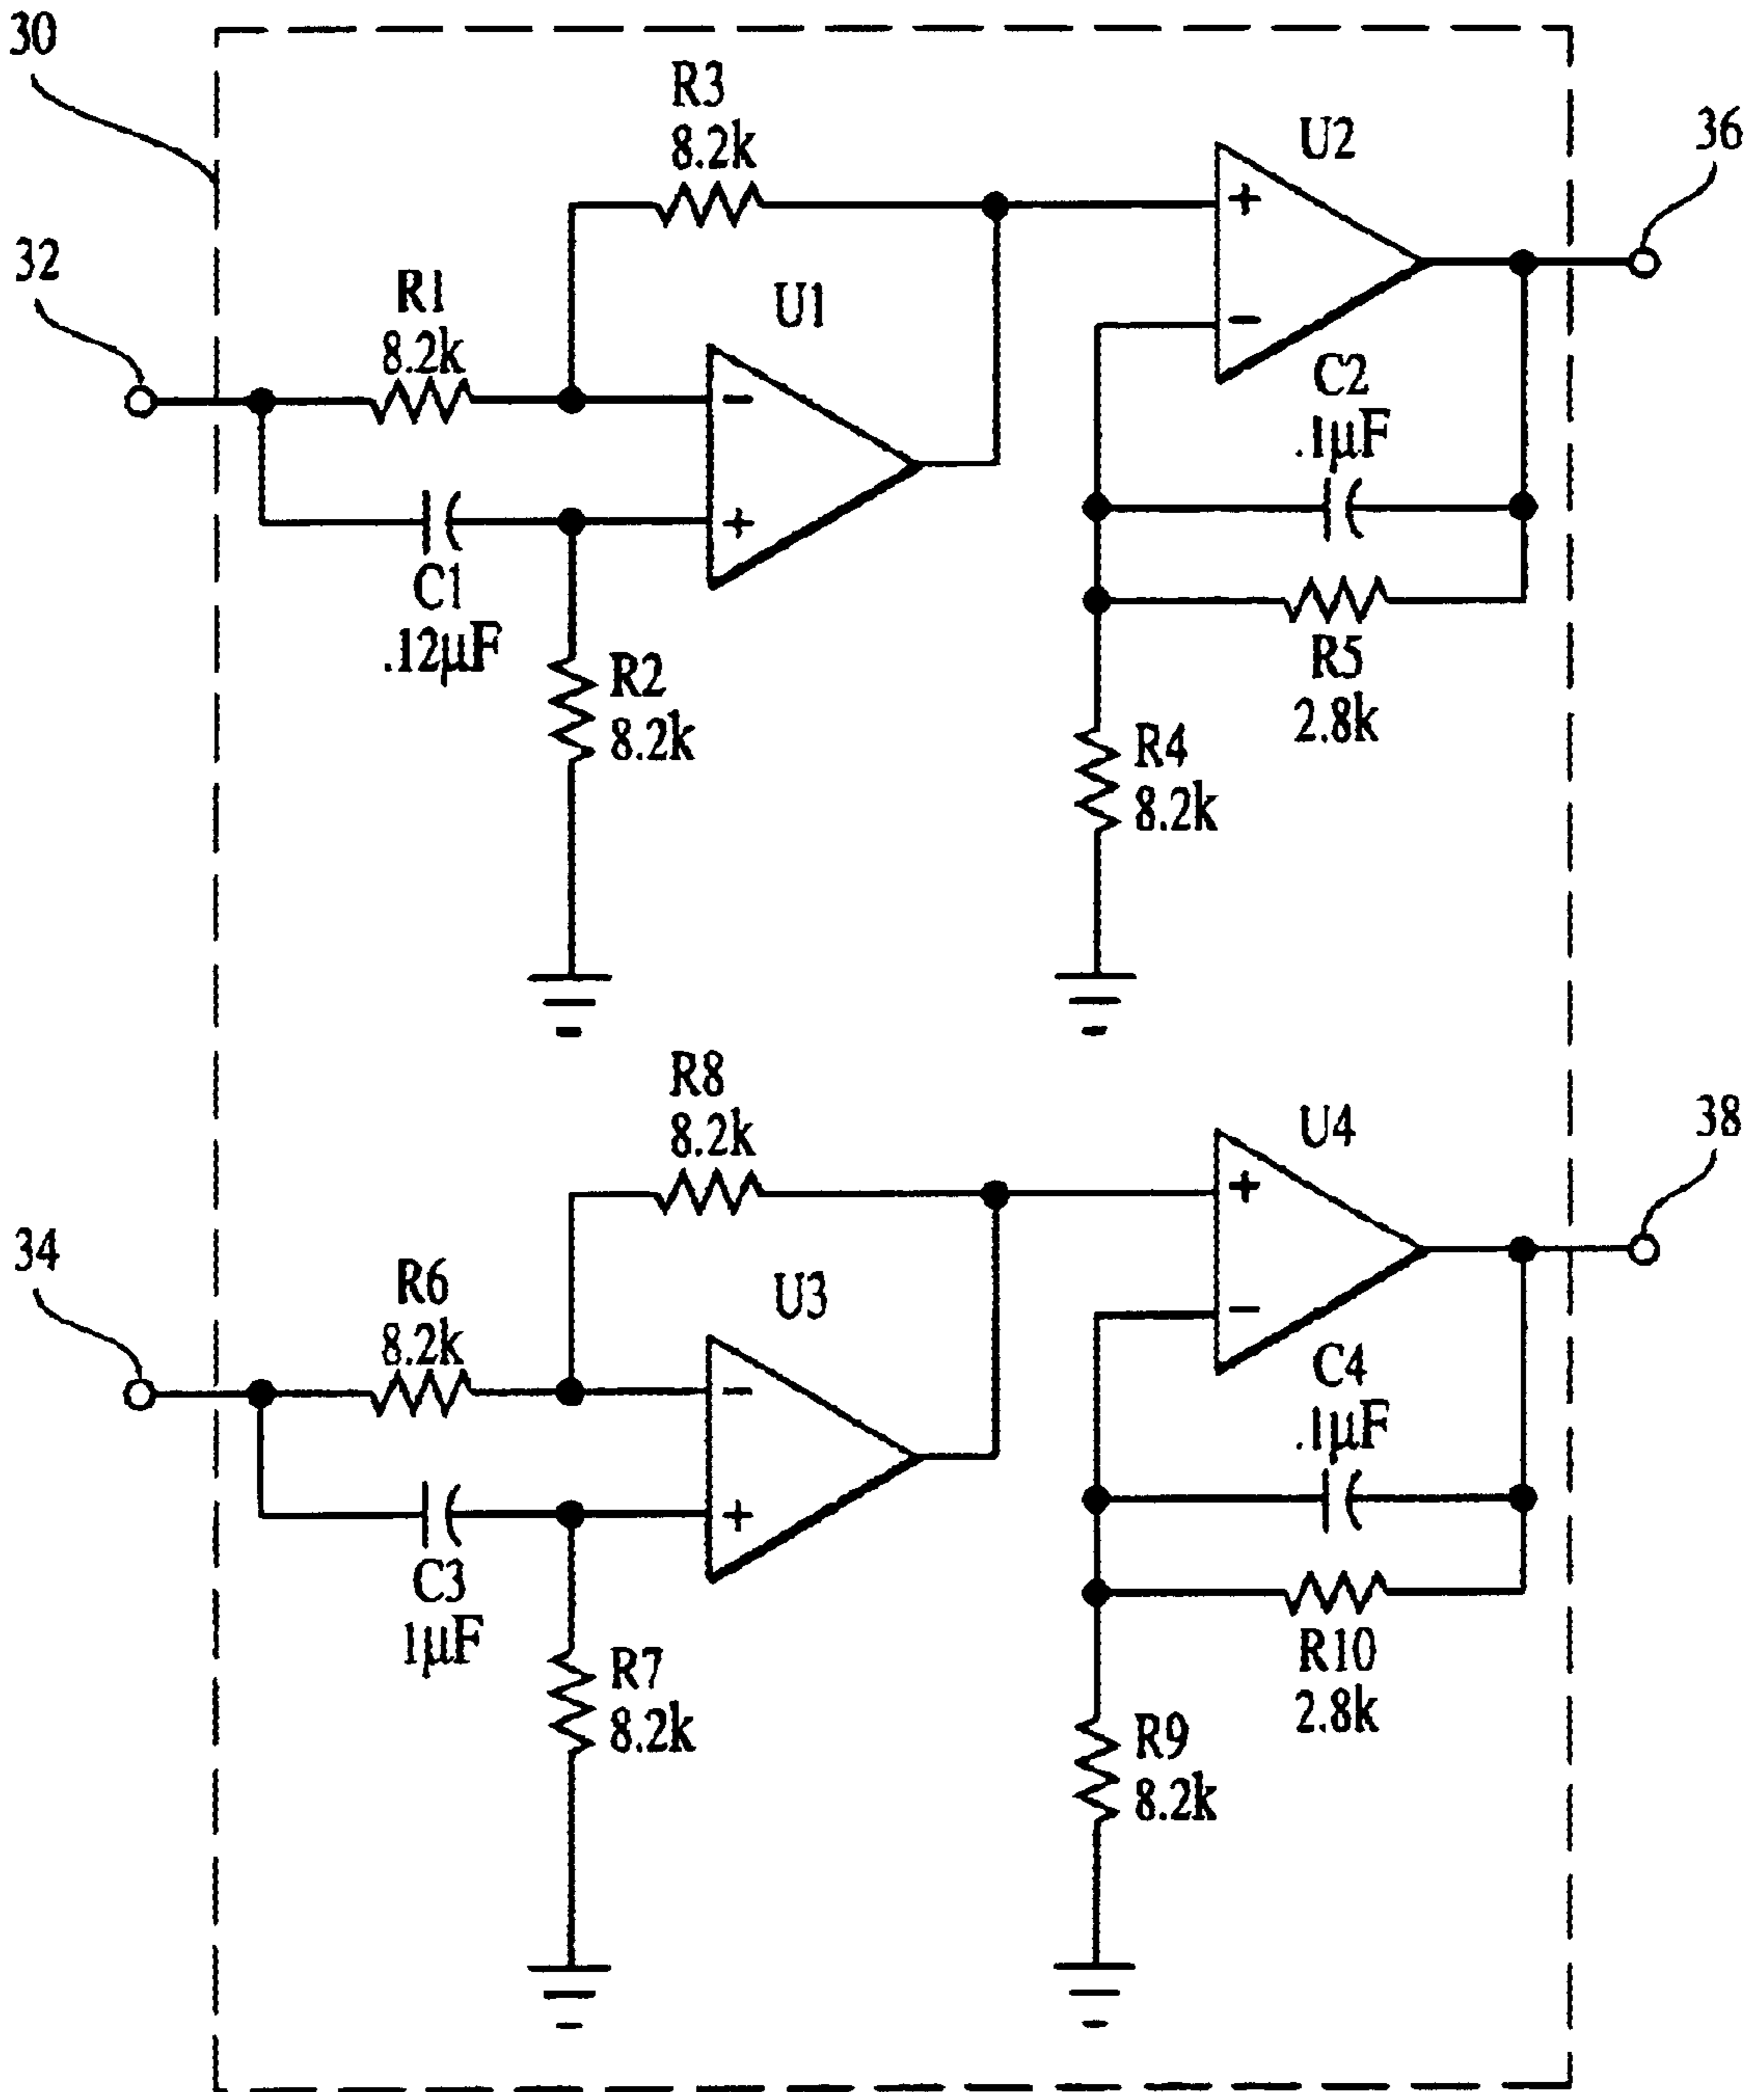 30
R3
8.2k
U2
36
+
32
R1
8.2k
U1
−
C2
.1µF
−
+
C1
.12µF
R2
8.2k
R5
2.8k
R4
8.2k
R8
8.2k
U4
38
+
34
R6
8.2k
U3
−
C4
.1µF
−
+
C3
1µF
R7
8.2k
R10
2.8k
R9
8.2k